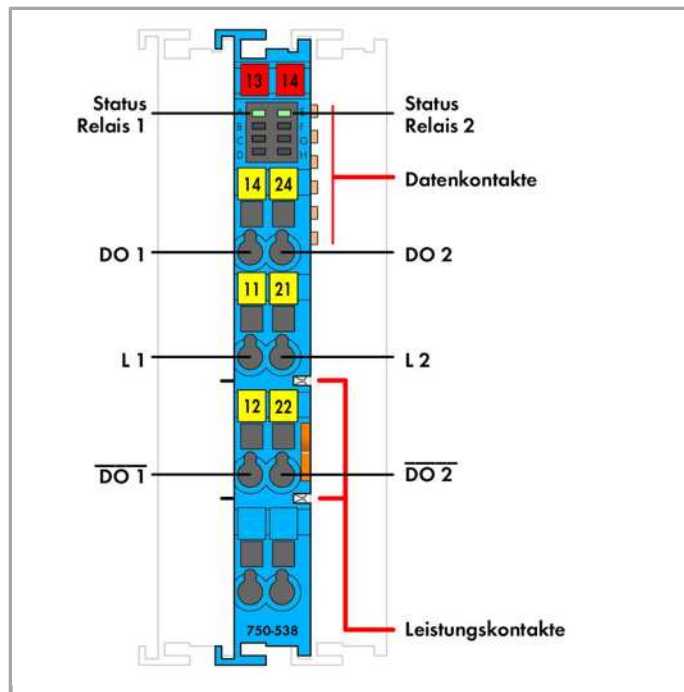 13 14
Status
Relais 1
Status
Relais 2
A E
B F
C G
D H
Datenkontakte
14 24
DO 1
DO 2
11 21
L 1
L 2
12 22
DO 1
DO 2
Leistungskontakte
750-538